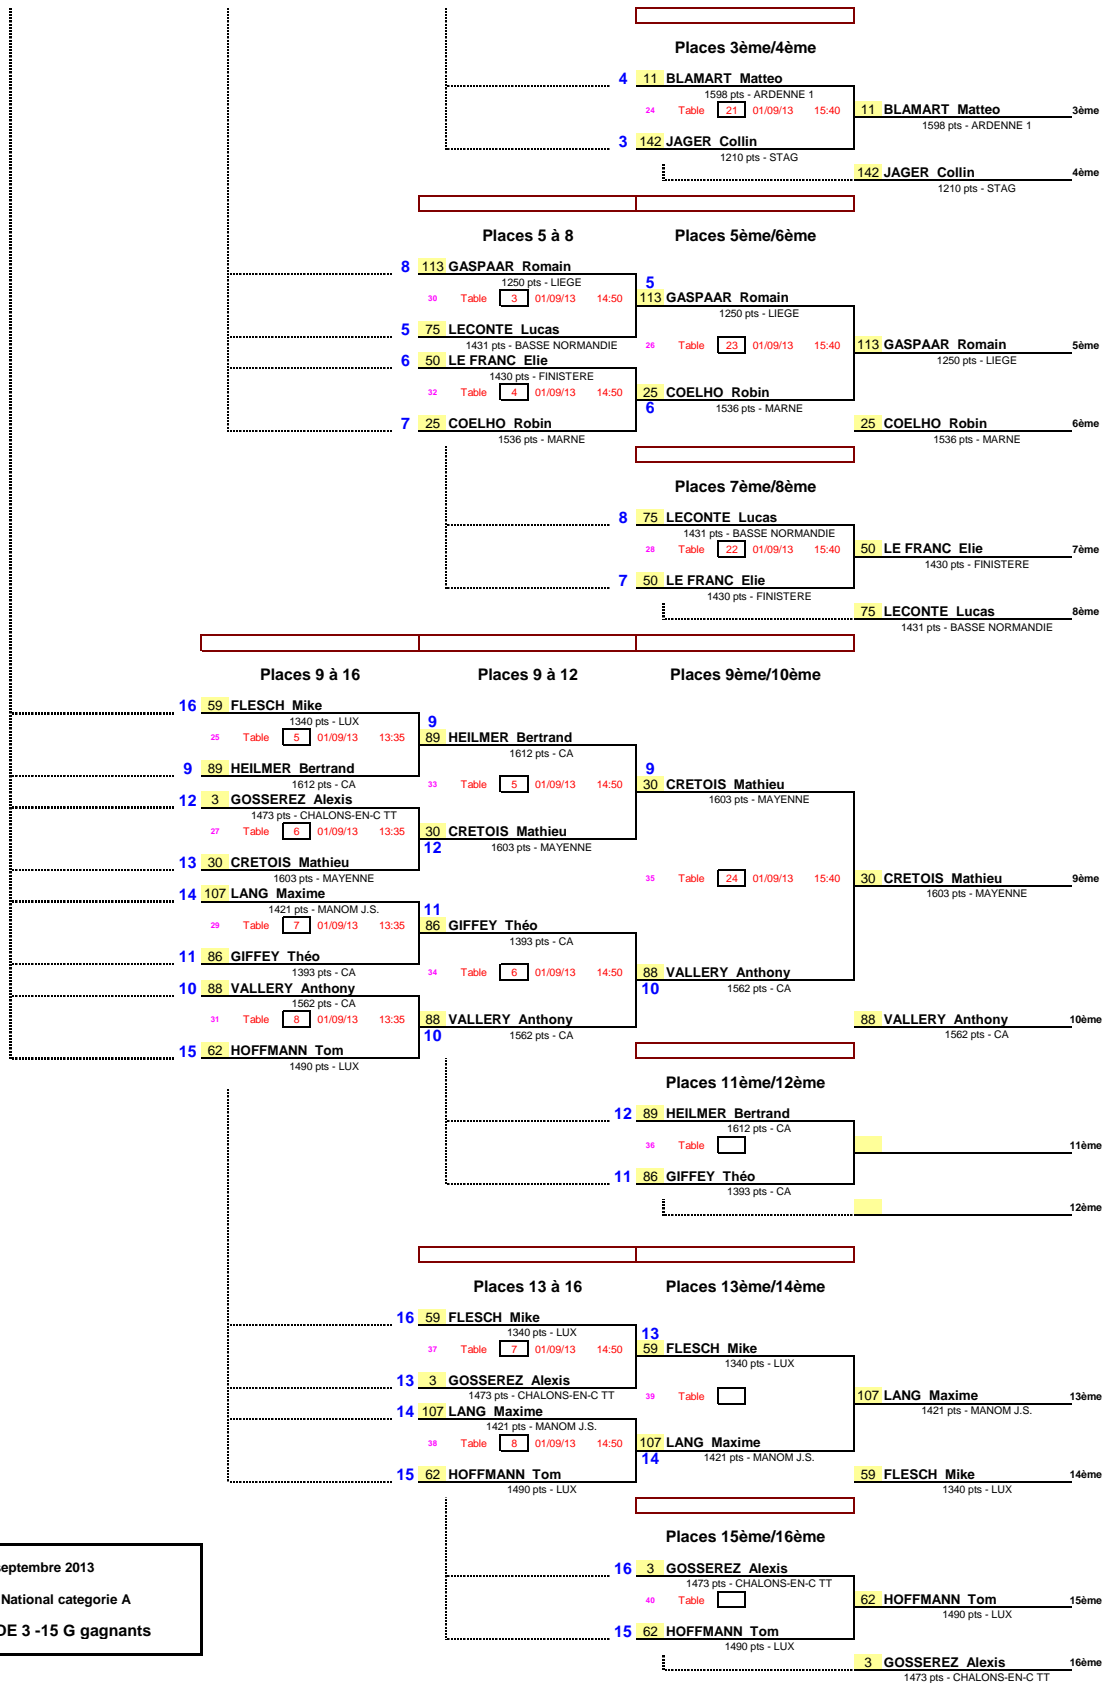 Places 3ème/4ème
4 11 BLAMART Matteo
1598 pts - ARDENNE 1
24 Table 21 01/09/13 15:40 11 BLAMART Matteo 3ème
1598 pts - ARDENNE 1
3 142 JAGER Collin
1210 pts - STAG
142 JAGER Collin 4ème
1210 pts - STAG
Places 5 à 8 Places 5ème/6ème
8 113 GASPAAR Romain
1250 pts - LIEGE 5
30 Table 3 01/09/13 14:50 113 GASPAAR Romain
1250 pts - LIEGE
5 75 LECONTE Lucas
1431 pts - BASSE NORMANDIE 26 Table 23 01/09/13 15:40 113 GASPAAR Romain 5ème
6 50 LE FRANC Elie 1250 pts - LIEGE
1430 pts - FINISTERE
32 Table 4 01/09/13 14:50 25 COELHO Robin
6 1536 pts - MARNE
7 25 COELHO Robin 25 COELHO Robin 6ème
1536 pts - MARNE 1536 pts - MARNE
Places 7ème/8ème
8 75 LECONTE Lucas
1431 pts - BASSE NORMANDIE
28 Table 22 01/09/13 15:40 50 LE FRANC Elie 7ème
1430 pts - FINISTERE
7 50 LE FRANC Elie
1430 pts - FINISTERE
75 LECONTE Lucas 8ème
1431 pts - BASSE NORMANDIE
Places 9 à 16 Places 9 à 12 Places 9ème/10ème
16 59 FLESCH Mike
1340 pts - LUX 9
25 Table 5 01/09/13 13:35 89 HEILMER Bertrand
1612 pts - CA
9 89 HEILMER Bertrand 9
1612 pts - CA 33 Table 5 01/09/13 14:50 30 CRETOIS Mathieu
12 3 GOSSEREZ Alexis 1603 pts - MAYENNE
1473 pts - CHALONS-EN-C TT
27 Table 6 01/09/13 13:35 30 CRETOIS Mathieu
12 1603 pts - MAYENNE
13 30 CRETOIS Mathieu
1603 pts - MAYENNE 35 Table 24 01/09/13 15:40 30 CRETOIS Mathieu 9ème
14 107 LANG Maxime 1603 pts - MAYENNE
1421 pts - MANOM J.S. 11
29 Table 7 01/09/13 13:35 86 GIFFEY Théo
1393 pts - CA
11 86 GIFFEY Théo
1393 pts - CA 34 Table 6 01/09/13 14:50 88 VALLERY Anthony
10 88 VALLERY Anthony 10 1562 pts - CA
1562 pts - CA
31 Table 8 01/09/13 13:35 88 VALLERY Anthony 88 VALLERY Anthony 10ème
10 1562 pts - CA 1562 pts - CA
15 62 HOFFMANN Tom
1490 pts - LUX
Places 11ème/12ème
12 89 HEILMER Bertrand
1612 pts - CA
36 Table 11ème
11 86 GIFFEY Théo
1393 pts - CA
12ème
Places 13 à 16 Places 13ème/14ème
16 59 FLESCH Mike
1340 pts - LUX 13
37 Table 7 01/09/13 14:50 59 FLESCH Mike
1340 pts - LUX
13 3 GOSSEREZ Alexis
1473 pts - CHALONS-EN-C TT 39 Table 107 LANG Maxime 13ème
14 107 LANG Maxime 1421 pts - MANOM J.S.
1421 pts - MANOM J.S.
38 Table 8 01/09/13 14:50 107 LANG Maxime
14 1421 pts - MANOM J.S.
15 62 HOFFMANN Tom 59 FLESCH Mike 14ème
1490 pts - LUX 1340 pts - LUX
Places 15ème/16ème
16 3 GOSSEREZ Alexis
1473 pts - CHALONS-EN-C TT
40 Table 62 HOFFMANN Tom 15ème
1490 pts - LUX
15 62 HOFFMANN Tom
1490 pts - LUX
3 GOSSEREZ Alexis 16ème
1473 pts - CHALONS-EN-C TT
septembre 2013
National categorie A
DE 3 -15 G gagnants